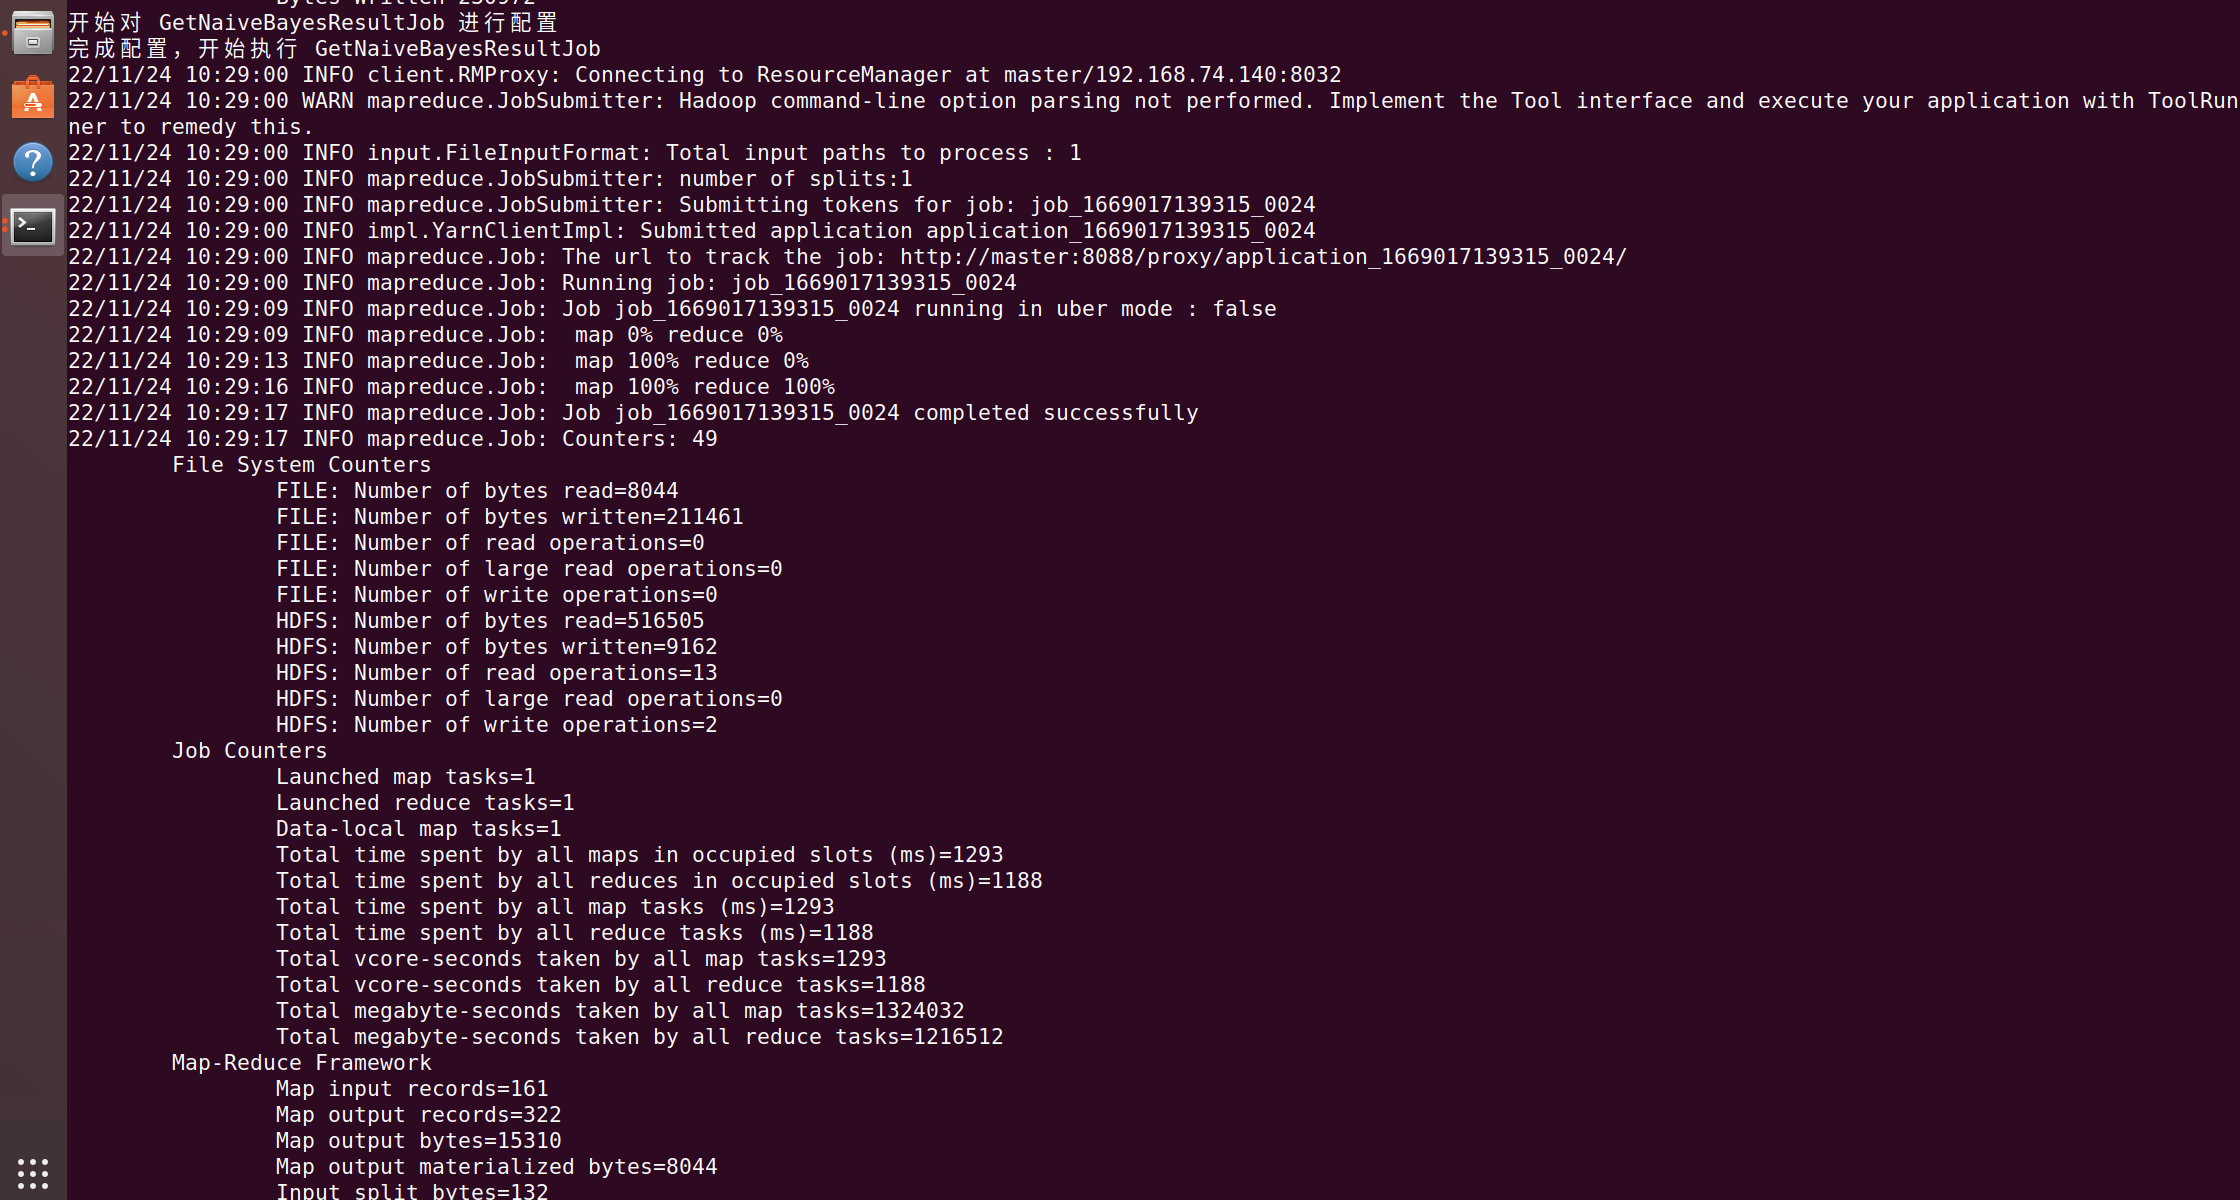 Bytes Written=230972
开始对 GetNaiveBayesResultJob 进行配置
完成配置，开始执行 GetNaiveBayesResultJob
22/11/24 10:29:00 INFO client.RMProxy: Connecting to ResourceManager at master/192.168.74.140:8032
22/11/24 10:29:00 WARN mapreduce.JobSubmitter: Hadoop command-line option parsing not performed. Implement the Tool interface and execute your application with ToolRun
ner to remedy this.
22/11/24 10:29:00 INFO input.FileInputFormat: Total input paths to process : 1
22/11/24 10:29:00 INFO mapreduce.JobSubmitter: number of splits:1
22/11/24 10:29:00 INFO mapreduce.JobSubmitter: Submitting tokens for job: job_1669017139315_0024
22/11/24 10:29:00 INFO impl.YarnClientImpl: Submitted application application_1669017139315_0024
22/11/24 10:29:00 INFO mapreduce.Job: The url to track the job: http://master:8088/proxy/application_1669017139315_0024/
22/11/24 10:29:00 INFO mapreduce.Job: Running job: job_1669017139315_0024
22/11/24 10:29:09 INFO mapreduce.Job: Job job_1669017139315_0024 running in uber mode : false
22/11/24 10:29:09 INFO mapreduce.Job:  map 0% reduce 0%
22/11/24 10:29:13 INFO mapreduce.Job:  map 100% reduce 0%
22/11/24 10:29:16 INFO mapreduce.Job:  map 100% reduce 100%
22/11/24 10:29:17 INFO mapreduce.Job: Job job_1669017139315_0024 completed successfully
22/11/24 10:29:17 INFO mapreduce.Job: Counters: 49
File System Counters
FILE: Number of bytes read=8044
FILE: Number of bytes written=211461
FILE: Number of read operations=0
FILE: Number of large read operations=0
FILE: Number of write operations=0
HDFS: Number of bytes read=516505
HDFS: Number of bytes written=9162
HDFS: Number of read operations=13
HDFS: Number of large read operations=0
HDFS: Number of write operations=2
Job Counters
Launched map tasks=1
Launched reduce tasks=1
Data-local map tasks=1
Total time spent by all maps in occupied slots (ms)=1293
Total time spent by all reduces in occupied slots (ms)=1188
Total time spent by all map tasks (ms)=1293
Total time spent by all reduce tasks (ms)=1188
Total vcore-seconds taken by all map tasks=1293
Total vcore-seconds taken by all reduce tasks=1188
Total megabyte-seconds taken by all map tasks=1324032
Total megabyte-seconds taken by all reduce tasks=1216512
Map-Reduce Framework
Map input records=161
Map output records=322
Map output bytes=15310
Map output materialized bytes=8044
Input split bytes=132